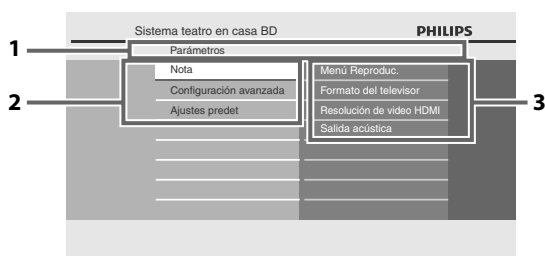 Sistema teatro en casa BD
PHILIPS
1
Parámetros
2
Nota
Configuración avanzada
Ajustes predet
3
Menú Reproduc.
Formato del televisor
Resolución de video HDMI
Salida acústica